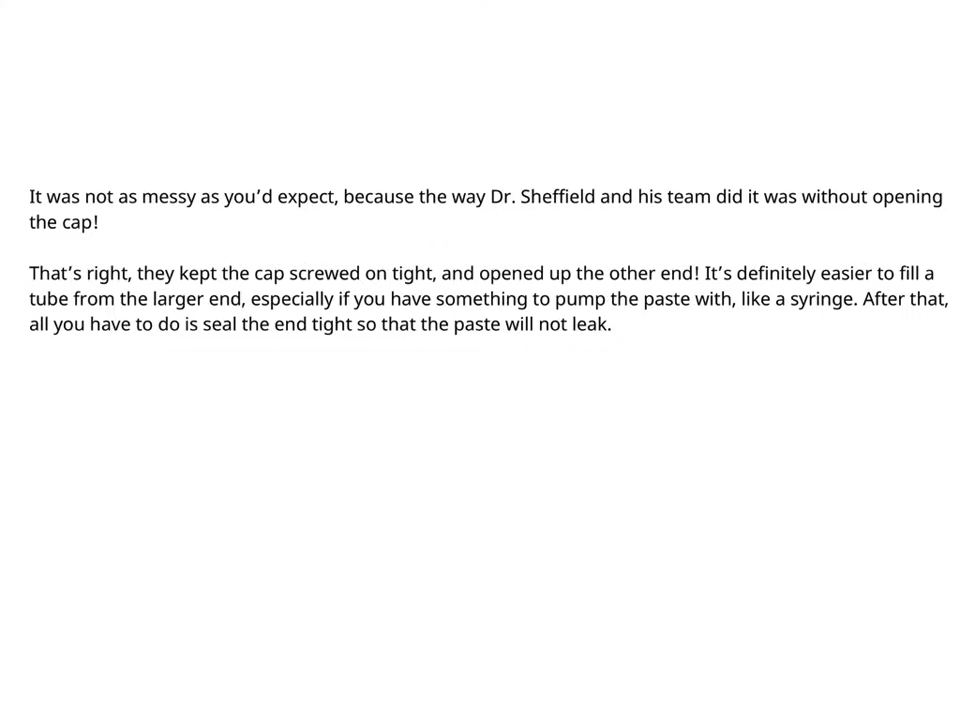 It was not as messy as you’d expect, because the way Dr. Sheffield and his team did it was without opening
the cap!
That’s right, they kept the cap screwed on tight, and opened up the other end! It’s definitely easier to fill a
tube from the larger end, especially if you have something to pump the paste with, like a syringe. After that,
all you have to do is seal the end tight so that the paste will not leak.